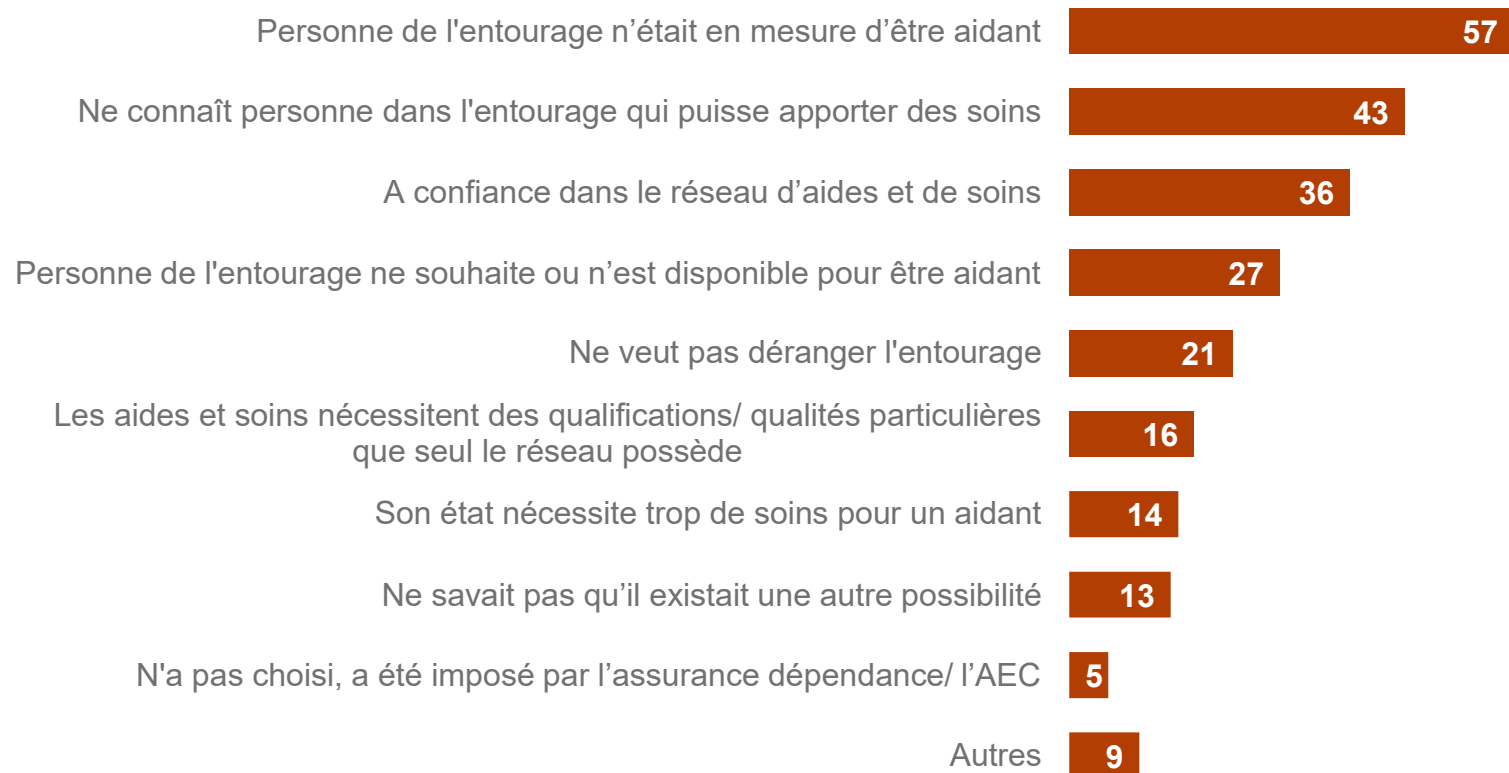 Personne de l'entourage n’était en mesure d’être aidant 57
Ne connaît personne dans l'entourage qui puisse apporter des soins 43
A confiance dans le réseau d’aides et de soins 36
Personne de l'entourage ne souhaite ou n’est disponible pour être aidant 27
Ne veut pas déranger l'entourage 21
Les aides et soins nécessitent des qualifications/ qualités particulières
que seul le réseau possède 16
Son état nécessite trop de soins pour un aidant 14
Ne savait pas qu’il existait une autre possibilité 13
N'a pas choisi, a été imposé par l’assurance dépendance/ l’AEC 5
Autres 9